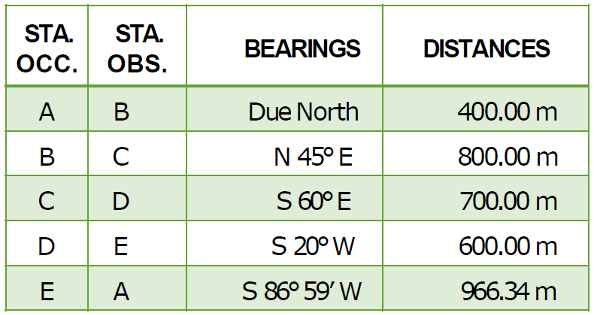 STA. OCC. STA. OBS. BEARINGS DISTANCES
A B Due North 400.00 m
B C N 45° E 800.00 m
C D S 60° E 700.00 m
D E S 20° W 600.00 m
E A S 86° 59’ W 966.34 m